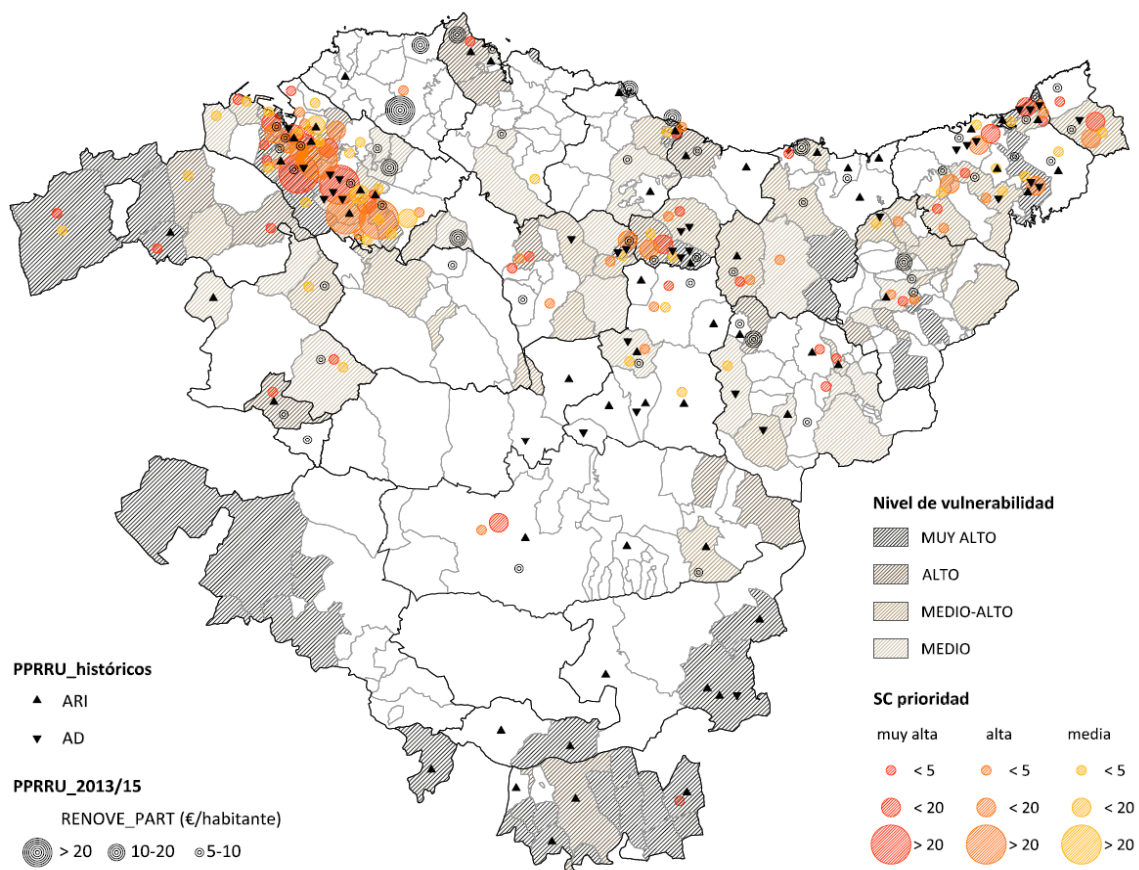 Nivel de vulnerabilidad
MUY ALTO
ALTO
MEDIO-ALTO
MEDIO
PPRRU_históricos
ARI
AD
PPRRU_2013/15
RENOVE_PART (€/habitante)
> 20 10-20 5-10
SC prioridad
muy alta alta media
< 5 < 5 < 5
< 20 < 20 < 20
> 20 > 20 > 20